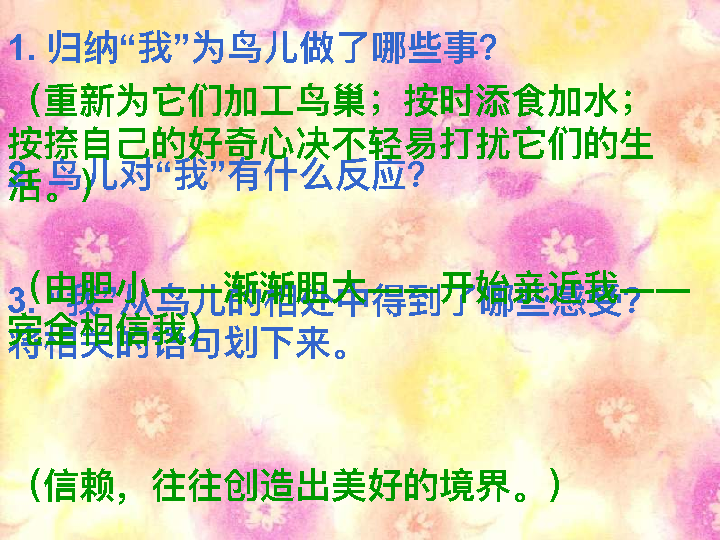 1. 归纳“我”为鸟儿做了哪些事?
（重新为它们加工鸟巢；按时添食加水；
按捺自己的好奇心决不轻易打扰它们的生
活。）
2. 鸟儿对“我”有什么反应?
（由胆小——渐渐胆大——开始亲近我——
完全相信我）
3. “我”从鸟儿的相处中得到了哪些感受?
将相关的语句划下来。
（信赖，往往创造出美好的境界。）